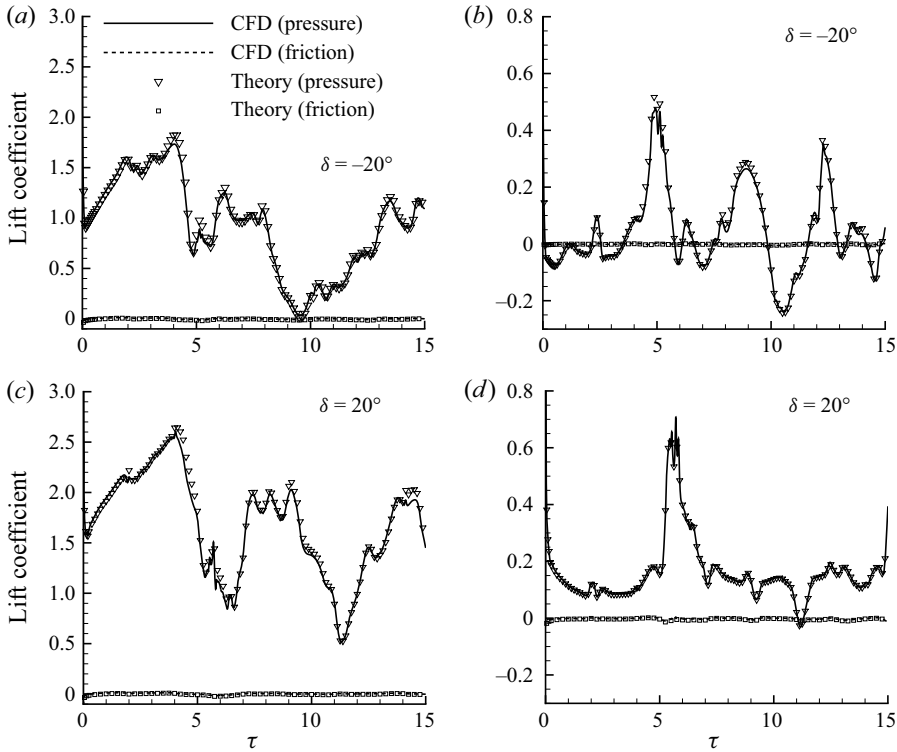 (a)
3.0
2.5
2.0
1.5
1.0
0.5
0
Lift coefficient
CFD (pressure)
CFD (friction)
Theory (pressure)
Theory (friction)
δ = –20°
0 5 10 15
(b)
0.8
0.6
0.4
0.2
0
–0.2
δ = –20°
0 5 10 15
(c)
3.0
2.5
2.0
1.5
1.0
0.5
0
Lift coefficient
δ = 20°
0 5 10 15
τ
(d)
0.8
0.6
0.4
0.2
0
–0.2
δ = 20°
0 5 10 15
τ